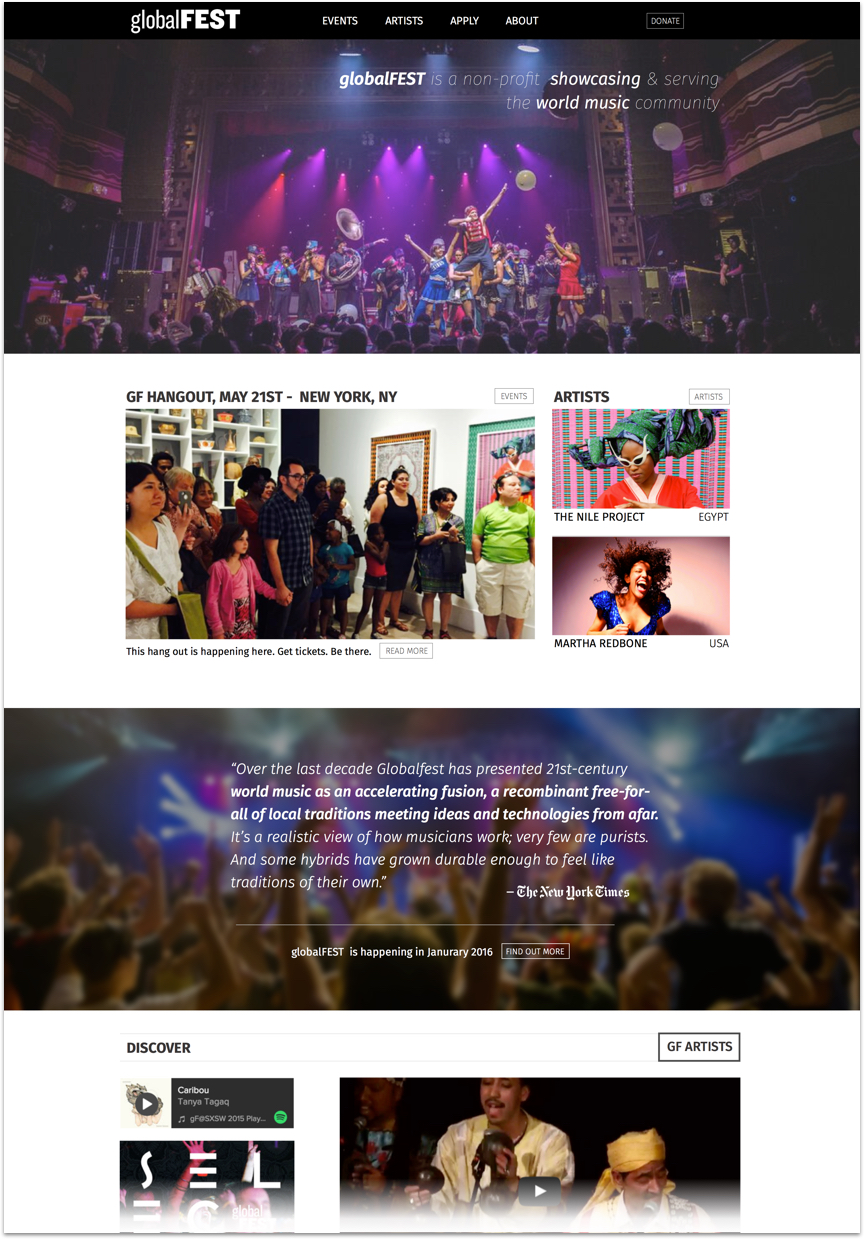 globalFEST
EVENTS ARTISTS APPLY ABOUT
DONATE
globalFEST is a non-profit showcasing & serving
the world music community
GF HANGOUT, MAY 21ST - NEW YORK, NY
EVENTS
This hang out is happening here. Get tickets. Be there.
READ MORE
ARTISTS
ARTISTS
THE NILE PROJECT EGYPT
MARTHA REDBONE USA
“Over the last decade Globalfest has presented 21st-century
world music as an accelerating fusion, a recombinant free-for-
all of local traditions meeting ideas and technologies from afar.
It’s a realistic view of how musicians work; very few are purists.
And some hybrids have grown durable enough to feel like
traditions of their own.”
– The New York Times
globalFEST is happening in Janurary 2016
FIND OUT MORE
DISCOVER
GF ARTISTS
Caribou
Tanya Tagaq
gF@SXSW 2015 Play...
SEL
EC
global